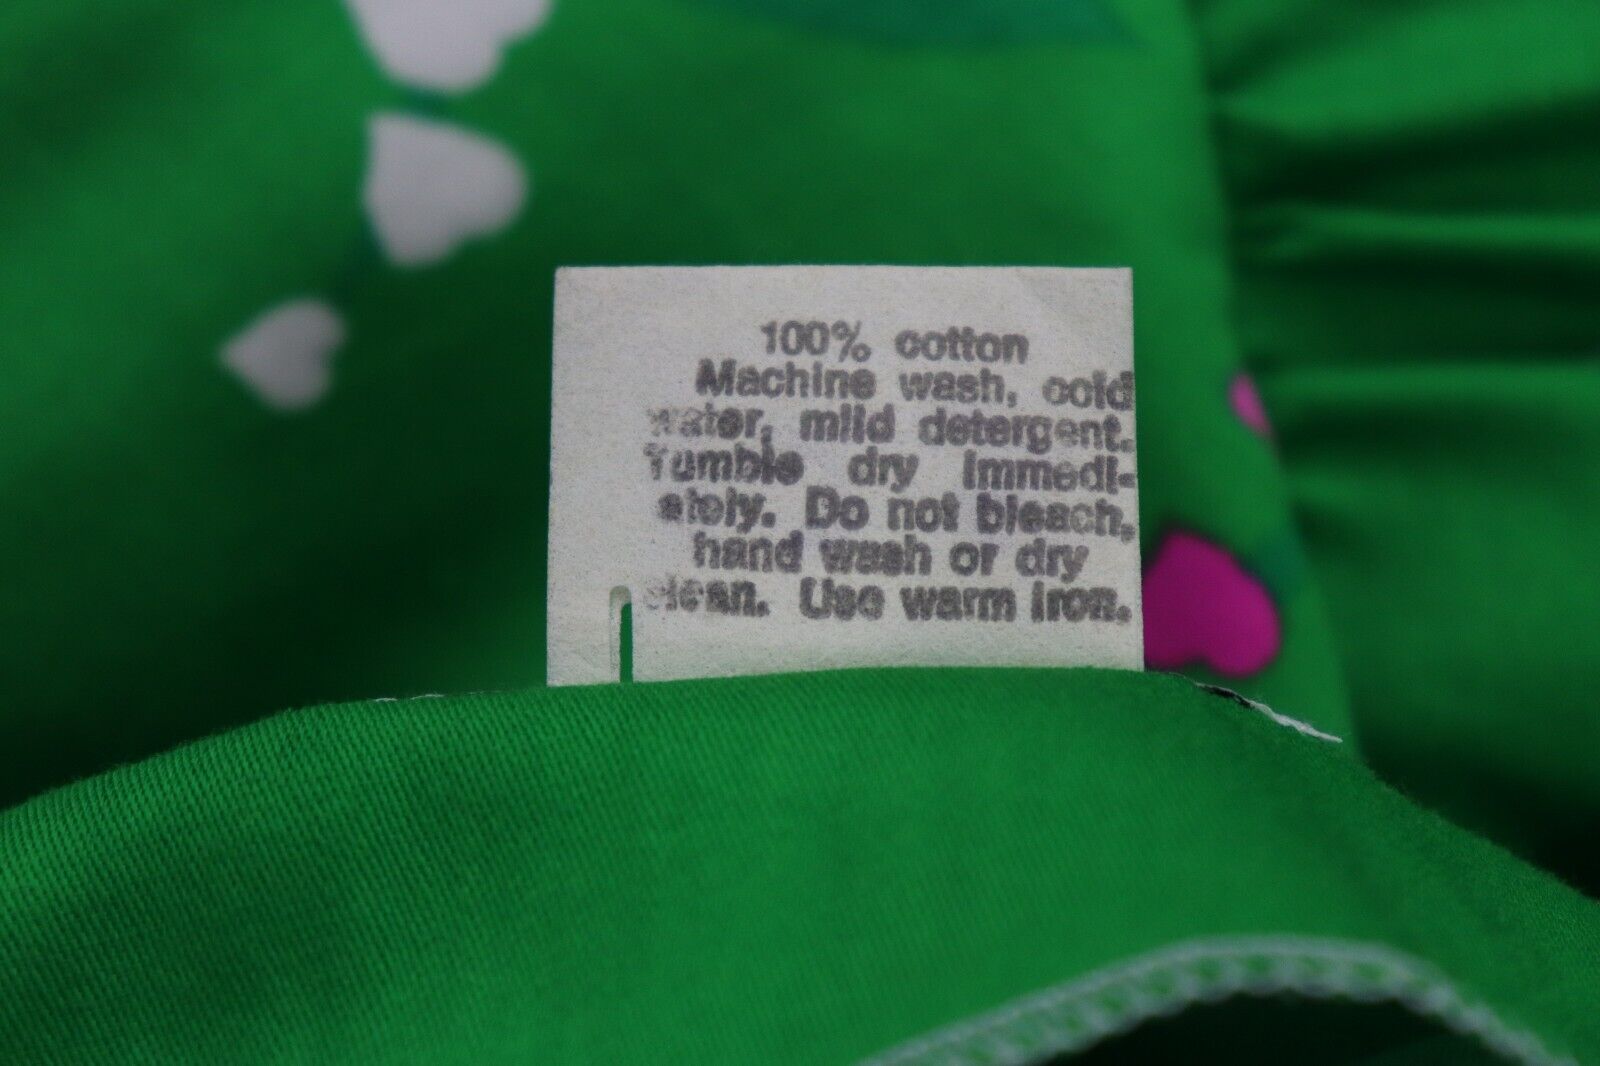 100% cotton
Machine wash, cold
water, mild detergent.
Tumble dry immedi-
ately. Do not bleach,
hand wash or dry
clean. Use warm iron.